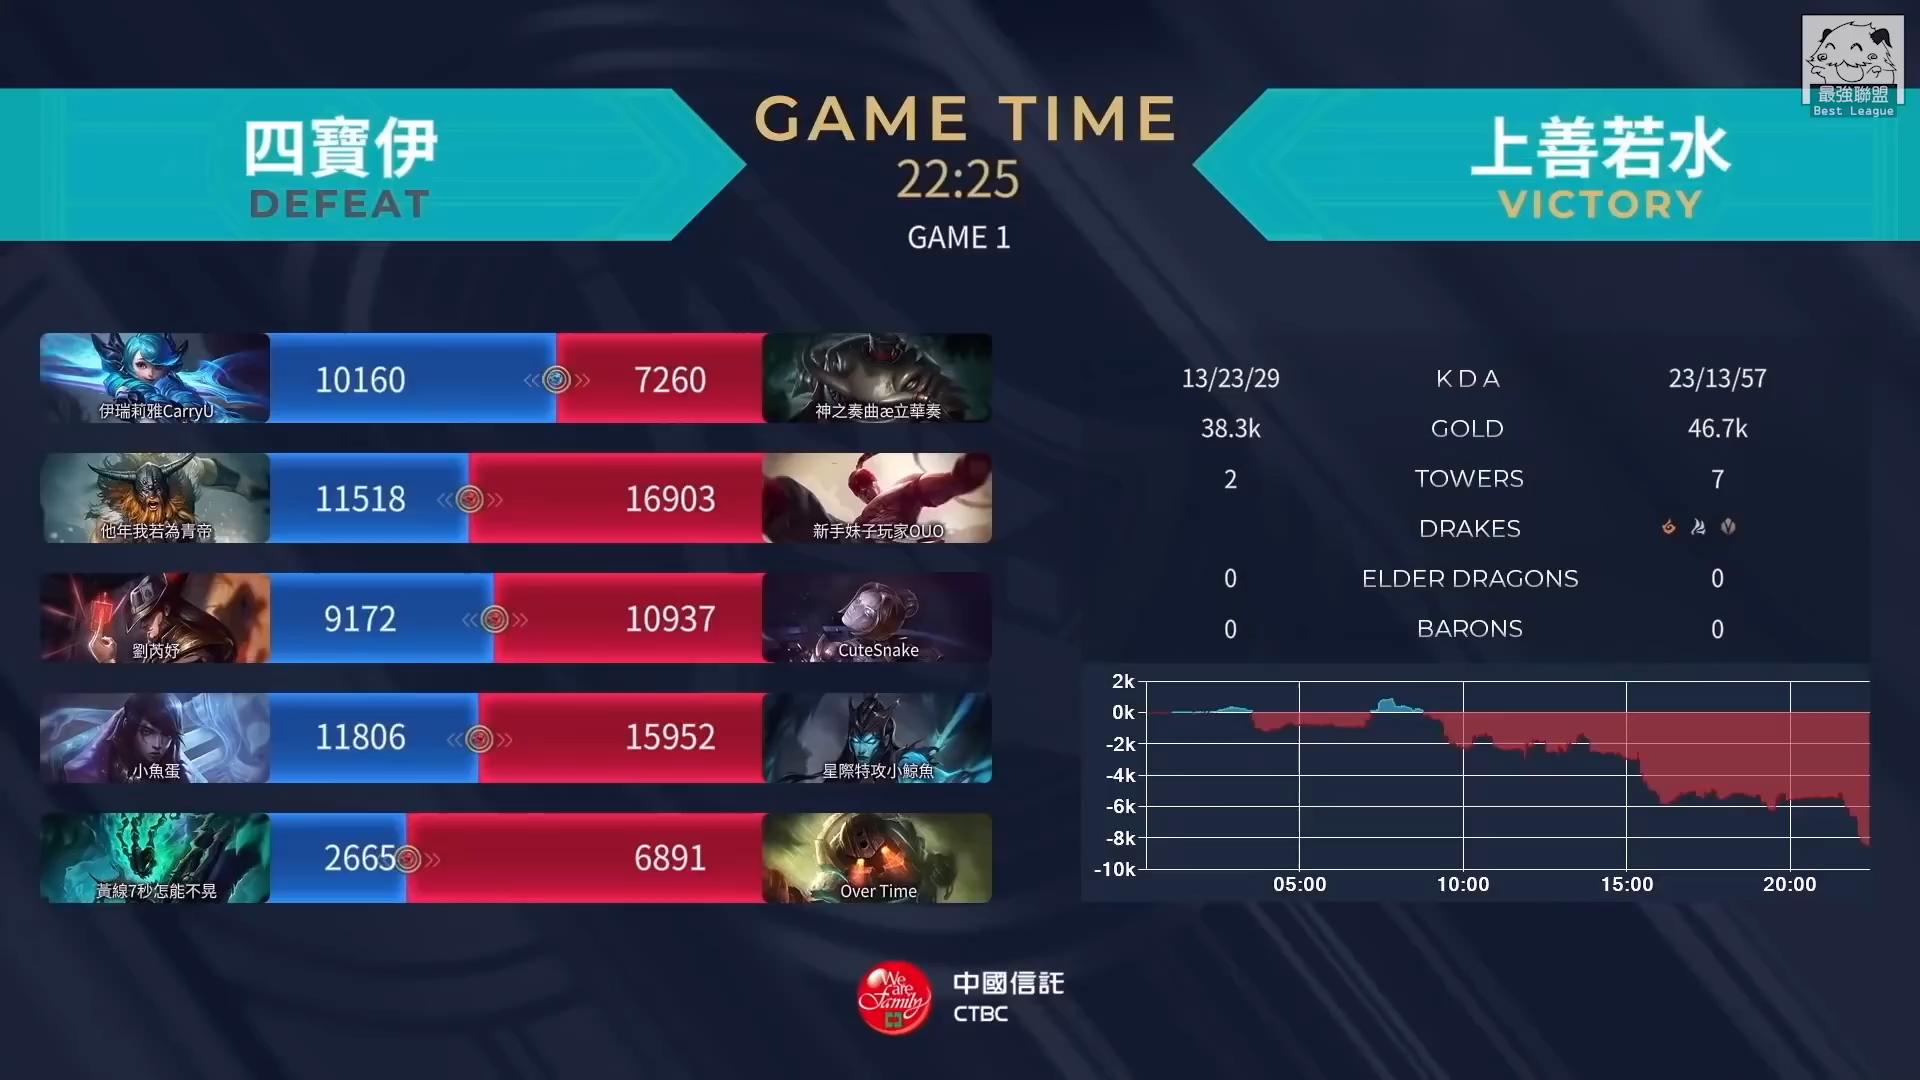 最強聯盟
Best League
四寶伊
DEFEAT
GAME TIME
22:25
GAME 1
上善若水
VICTORY
10160
7260
伊瑞莉雅CarryU
神之奏曲æ立華奏
11518
16903
他年我若為青帝
新手妹子玩家OUO
9172
10937
劉芮妤
CuteSnake
11806
15952
小魚蛋
星際特攻小鯨魚
2665
6891
黃線7秒怎能不晃
Over Time
13/23/29 KDA 23/13/57
38.3k GOLD 46.7k
2 TOWERS 7
DRAKES
0 ELDER DRAGONS 0
0 BARONS 0
2k
0k
-2k
-4k
-6k
-8k
-10k
05:00 10:00 15:00 20:00
We are Family
中國信託
CTBC